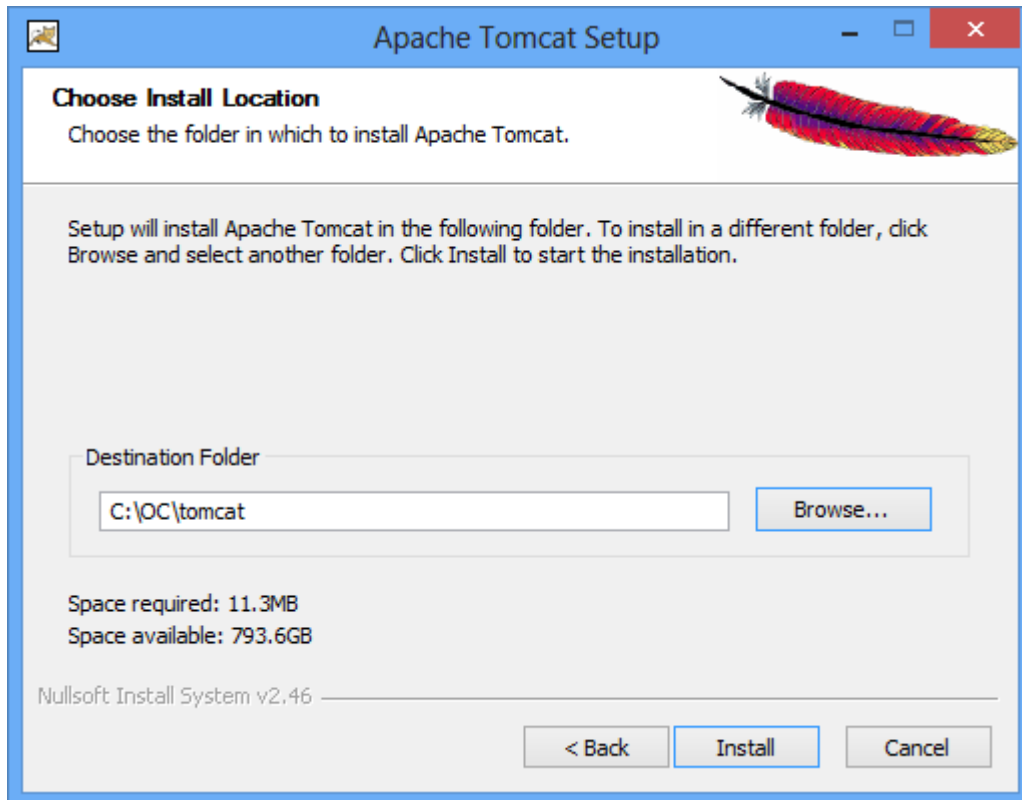 Apache Tomcat Setup
Choose Install Location
Choose the folder in which to install Apache Tomcat.
Setup will install Apache Tomcat in the following folder. To install in a different folder, click
Browse and select another folder. Click Install to start the installation.
Destination Folder
C:\OC\tomcat
Browse...
Space required: 11.3MB
Space available: 793.6GB
Nullsoft Install System v2.46
< Back
Install
Cancel